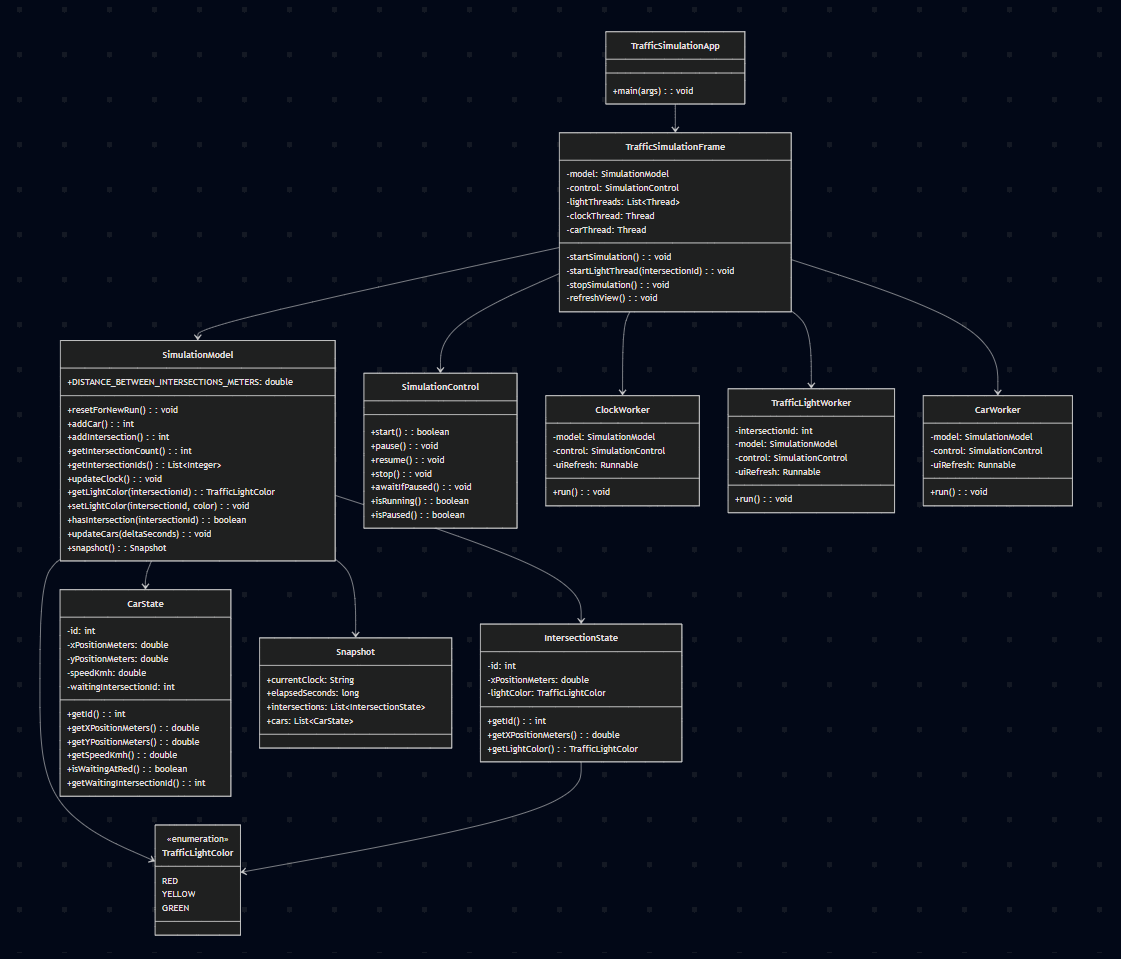 TrafficSimulationApp
+main(args) : : void
TrafficSimulationFrame
-model: SimulationModel
-control: SimulationControl
-lightThreads: List<Thread>
-clockThread: Thread
-carThread: Thread
-startSimulation() : : void
-startLightThread(intersectionId) : : void
-stopSimulation() : : void
-refreshView() : : void
SimulationModel
+DISTANCE_BETWEEN_INTERSECTIONS_METERS: double
+resetForNewRun() : : void
+addCar() : : int
+addIntersection() : : int
+getIntersectionCount() : : int
+getIntersectionIds() : : List<Integer>
+updateClock() : : void
+getLightColor(intersectionId) : : TrafficLightColor
+setLightColor(intersectionId, color) : : void
+hasIntersection(intersectionId) : : boolean
+updateCars(deltaSeconds) : : void
+snapshot() : : Snapshot
SimulationControl
+start() : : boolean
+pause() : : void
+resume() : : void
+stop() : : void
+awaitIfPaused() : : void
+isRunning() : : boolean
+isPaused() : : boolean
ClockWorker
-model: SimulationModel
-control: SimulationControl
-uiRefresh: Runnable
+run() : : void
TrafficLightWorker
-intersectionId: int
-model: SimulationModel
-control: SimulationControl
-uiRefresh: Runnable
+run() : : void
CarWorker
-model: SimulationModel
-control: SimulationControl
-uiRefresh: Runnable
+run() : : void
CarState
-id: int
-xPositionMeters: double
-yPositionMeters: double
-speedKmh: double
-waitingIntersectionId: int
+getId() : : int
+getXPositionMeters() : : double
+getYPositionMeters() : : double
+getSpeedKmh() : : double
+isWaitingAtRed() : : boolean
+getWaitingIntersectionId() : : int
Snapshot
+currentClock: String
+elapsedSeconds: long
+intersections: List<IntersectionState>
+cars: List<CarState>
IntersectionState
-id: int
-xPositionMeters: double
-lightColor: TrafficLightColor
+getId() : : int
+getXPositionMeters() : : double
+getLightColor() : : TrafficLightColor
«enumeration»
TrafficLightColor
RED
YELLOW
GREEN